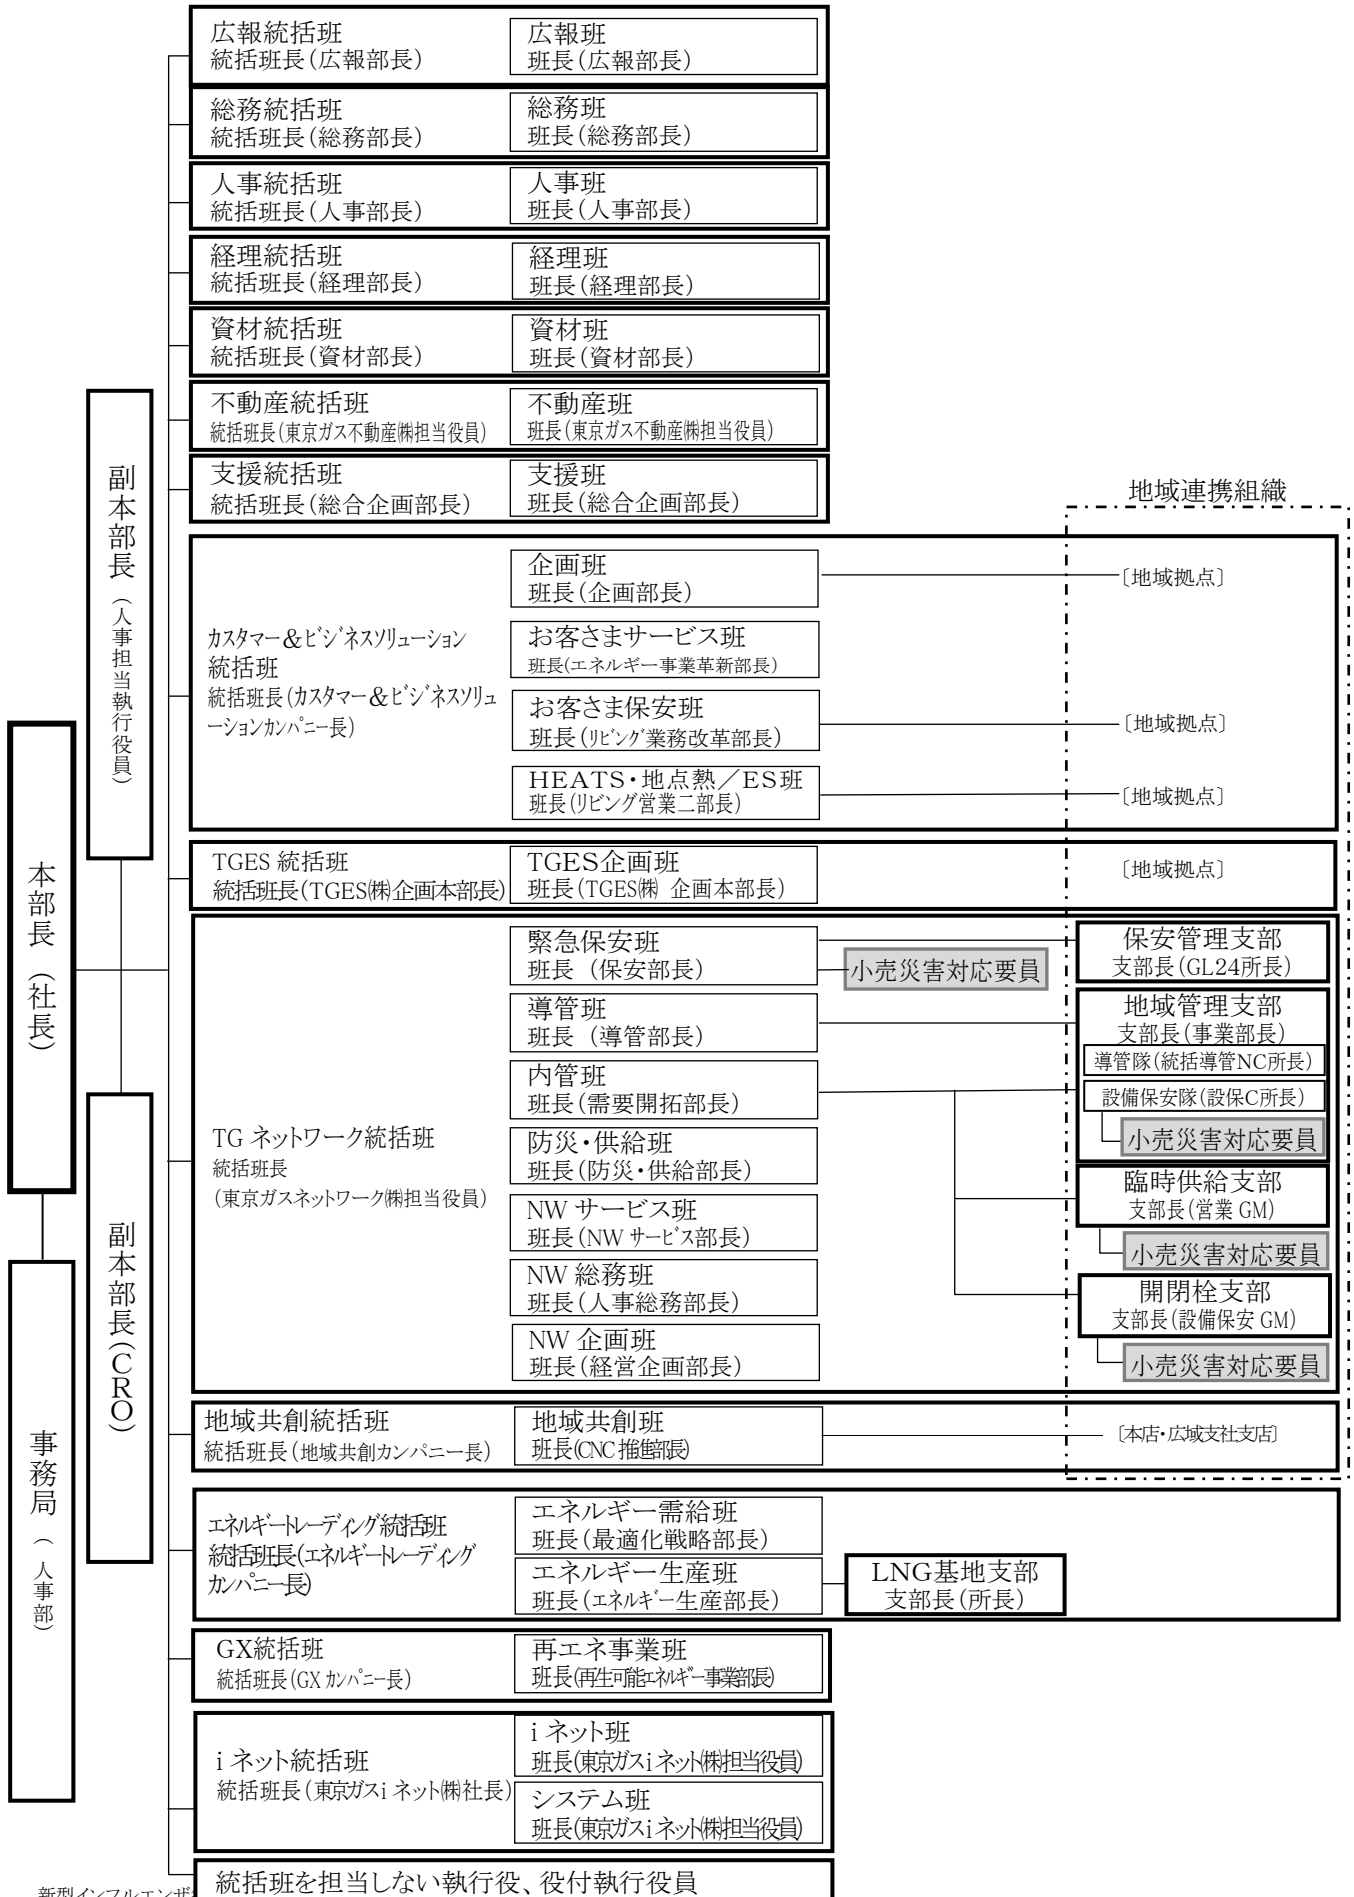 広報統括班
統括班長(広報部長)
広報班
班長(広報部長)
総務統括班
統括班長(総務部長)
総務班
班長(総務部長)
人事統括班
統括班長(人事部長)
人事班
班長(人事部長)
経理統括班
統括班長(経理部長)
経理班
班長(経理部長)
資材統括班
統括班長(資材部長)
資材班
班長(資材部長)
不動産統括班
統括班長(東京ガス不動産㈱担当役員)
不動産班
班長(東京ガス不動産㈱担当役員)
支援統括班
統括班長(総合企画部長)
支援班
班長(総合企画部長)
副本部長(人事担当執行役員)
本部長(社長)
副本部長(CRO)
事務局(人事部)
地域連携組織
カスタマー&ビジネスソリューション
統括班
統括班長(カスタマー&ビジネスソリュ
ーションカンパニー長)
企画班
班長(企画部長)
〔地域拠点〕
お客さまサービス班
班長(エネルギー事業革新部長)
お客さま保安班
班長(リビング業務改革部長)
〔地域拠点〕
HEATS・地点熱/ES班
班長(リビング営業二部長)
〔地域拠点〕
TGES 統括班
統括班長(TGES㈱企画本部長)
TGES企画班
班長(TGES㈱ 企画本部長)
〔地域拠点〕
TG ネットワーク統括班
統括班長
(東京ガスネットワーク㈱担当役員)
緊急保安班
班長 (保安部長)
小売災害対応要員
導管班
班長 (導管部長)
内管班
班長(需要開拓部長)
防災・供給班
班長(防災・供給部長)
NW サービス班
班長(NW サービス部長)
NW 総務班
班長(人事総務部長)
NW 企画班
班長(経営企画部長)
保安管理支部
支部長(GL24所長)
地域管理支部
支部長(事業部長)
導管隊(統括導管NC所長)
設備保安隊(設保C所長)
小売災害対応要員
臨時供給支部
支部長(営業 GM)
小売災害対応要員
開閉栓支部
支部長(設備保安 GM)
小売災害対応要員
地域共創統括班
統括班長(地域共創カンパニー長)
地域共創班
班長(CNC 推進部長)
〔本店・広域支社支店〕
エネルギートレーディング統括班
統括班長(エネルギートレーディング
カンパニー長)
エネルギー需給班
班長(最適化戦略部長)
エネルギー生産班
班長(エネルギー生産部長)
LNG基地支部
支部長(所長)
GX統括班
統括班長(GX カンパニー長)
再エネ事業班
班長(再生可能エネルギー事業部長)
i ネット統括班
統括班長(東京ガスi ネット㈱社長)
i ネット班
班長(東京ガスi ネット㈱担当役員)
システム班
班長(東京ガスi ネット㈱担当役員)
統括班を担当しない執行役、役付執行役員
新型インフルエンザ